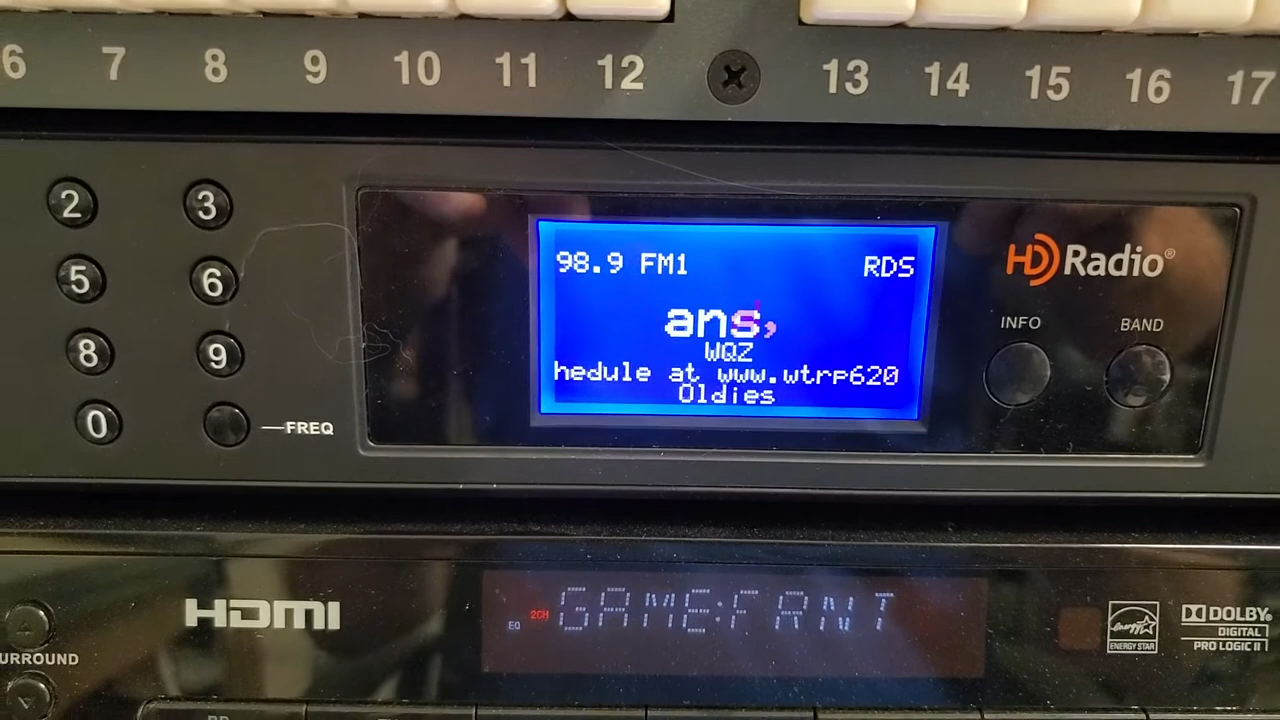 6 7 8 9 10 11 12 13 14 15 16 17
2 3
5 6
8 9
0 —FREQ
98.9 FM1 RDS
ans,
WQZ
hedule at www.wtrp620
Oldies
HD Radio®
INFO BAND
HDMI
URROUND
EQ 2CH GAME:FRNT
energy
ENERGY STAR
DOLBY®
DIGITAL
PRO LOGIC II